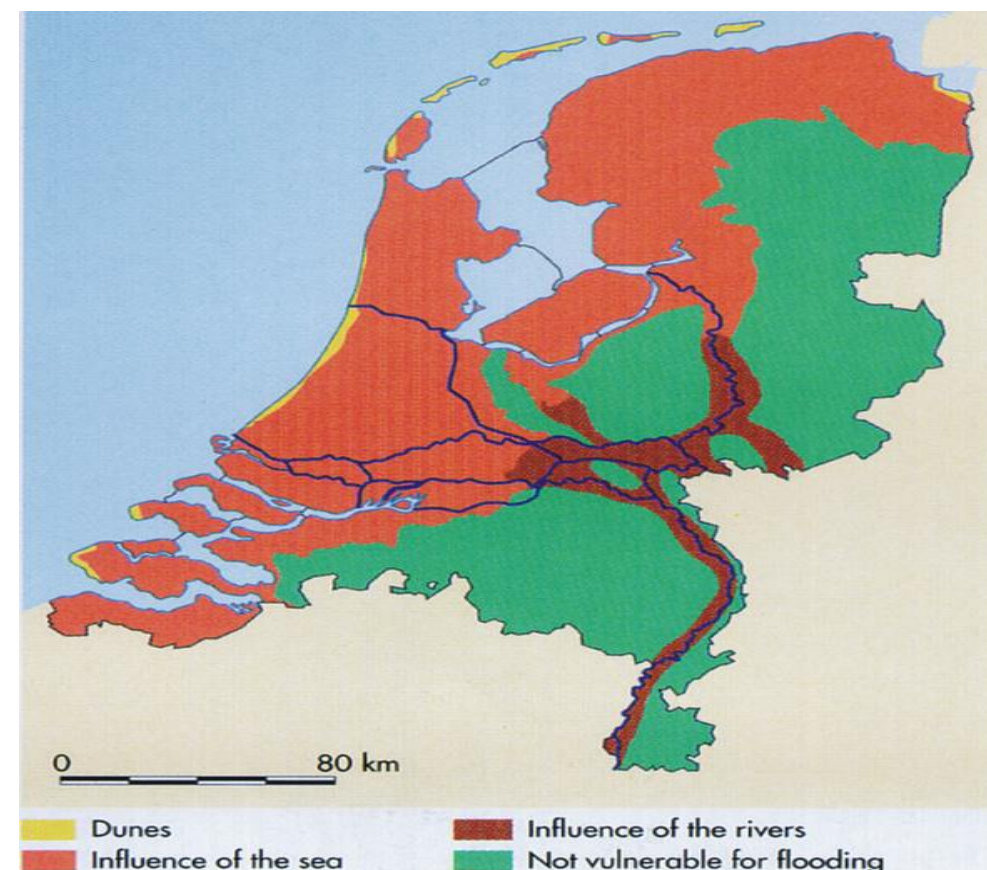 0 80 km
Dunes
Influence of the rivers
Influence of the sea
Not vulnerable for flooding